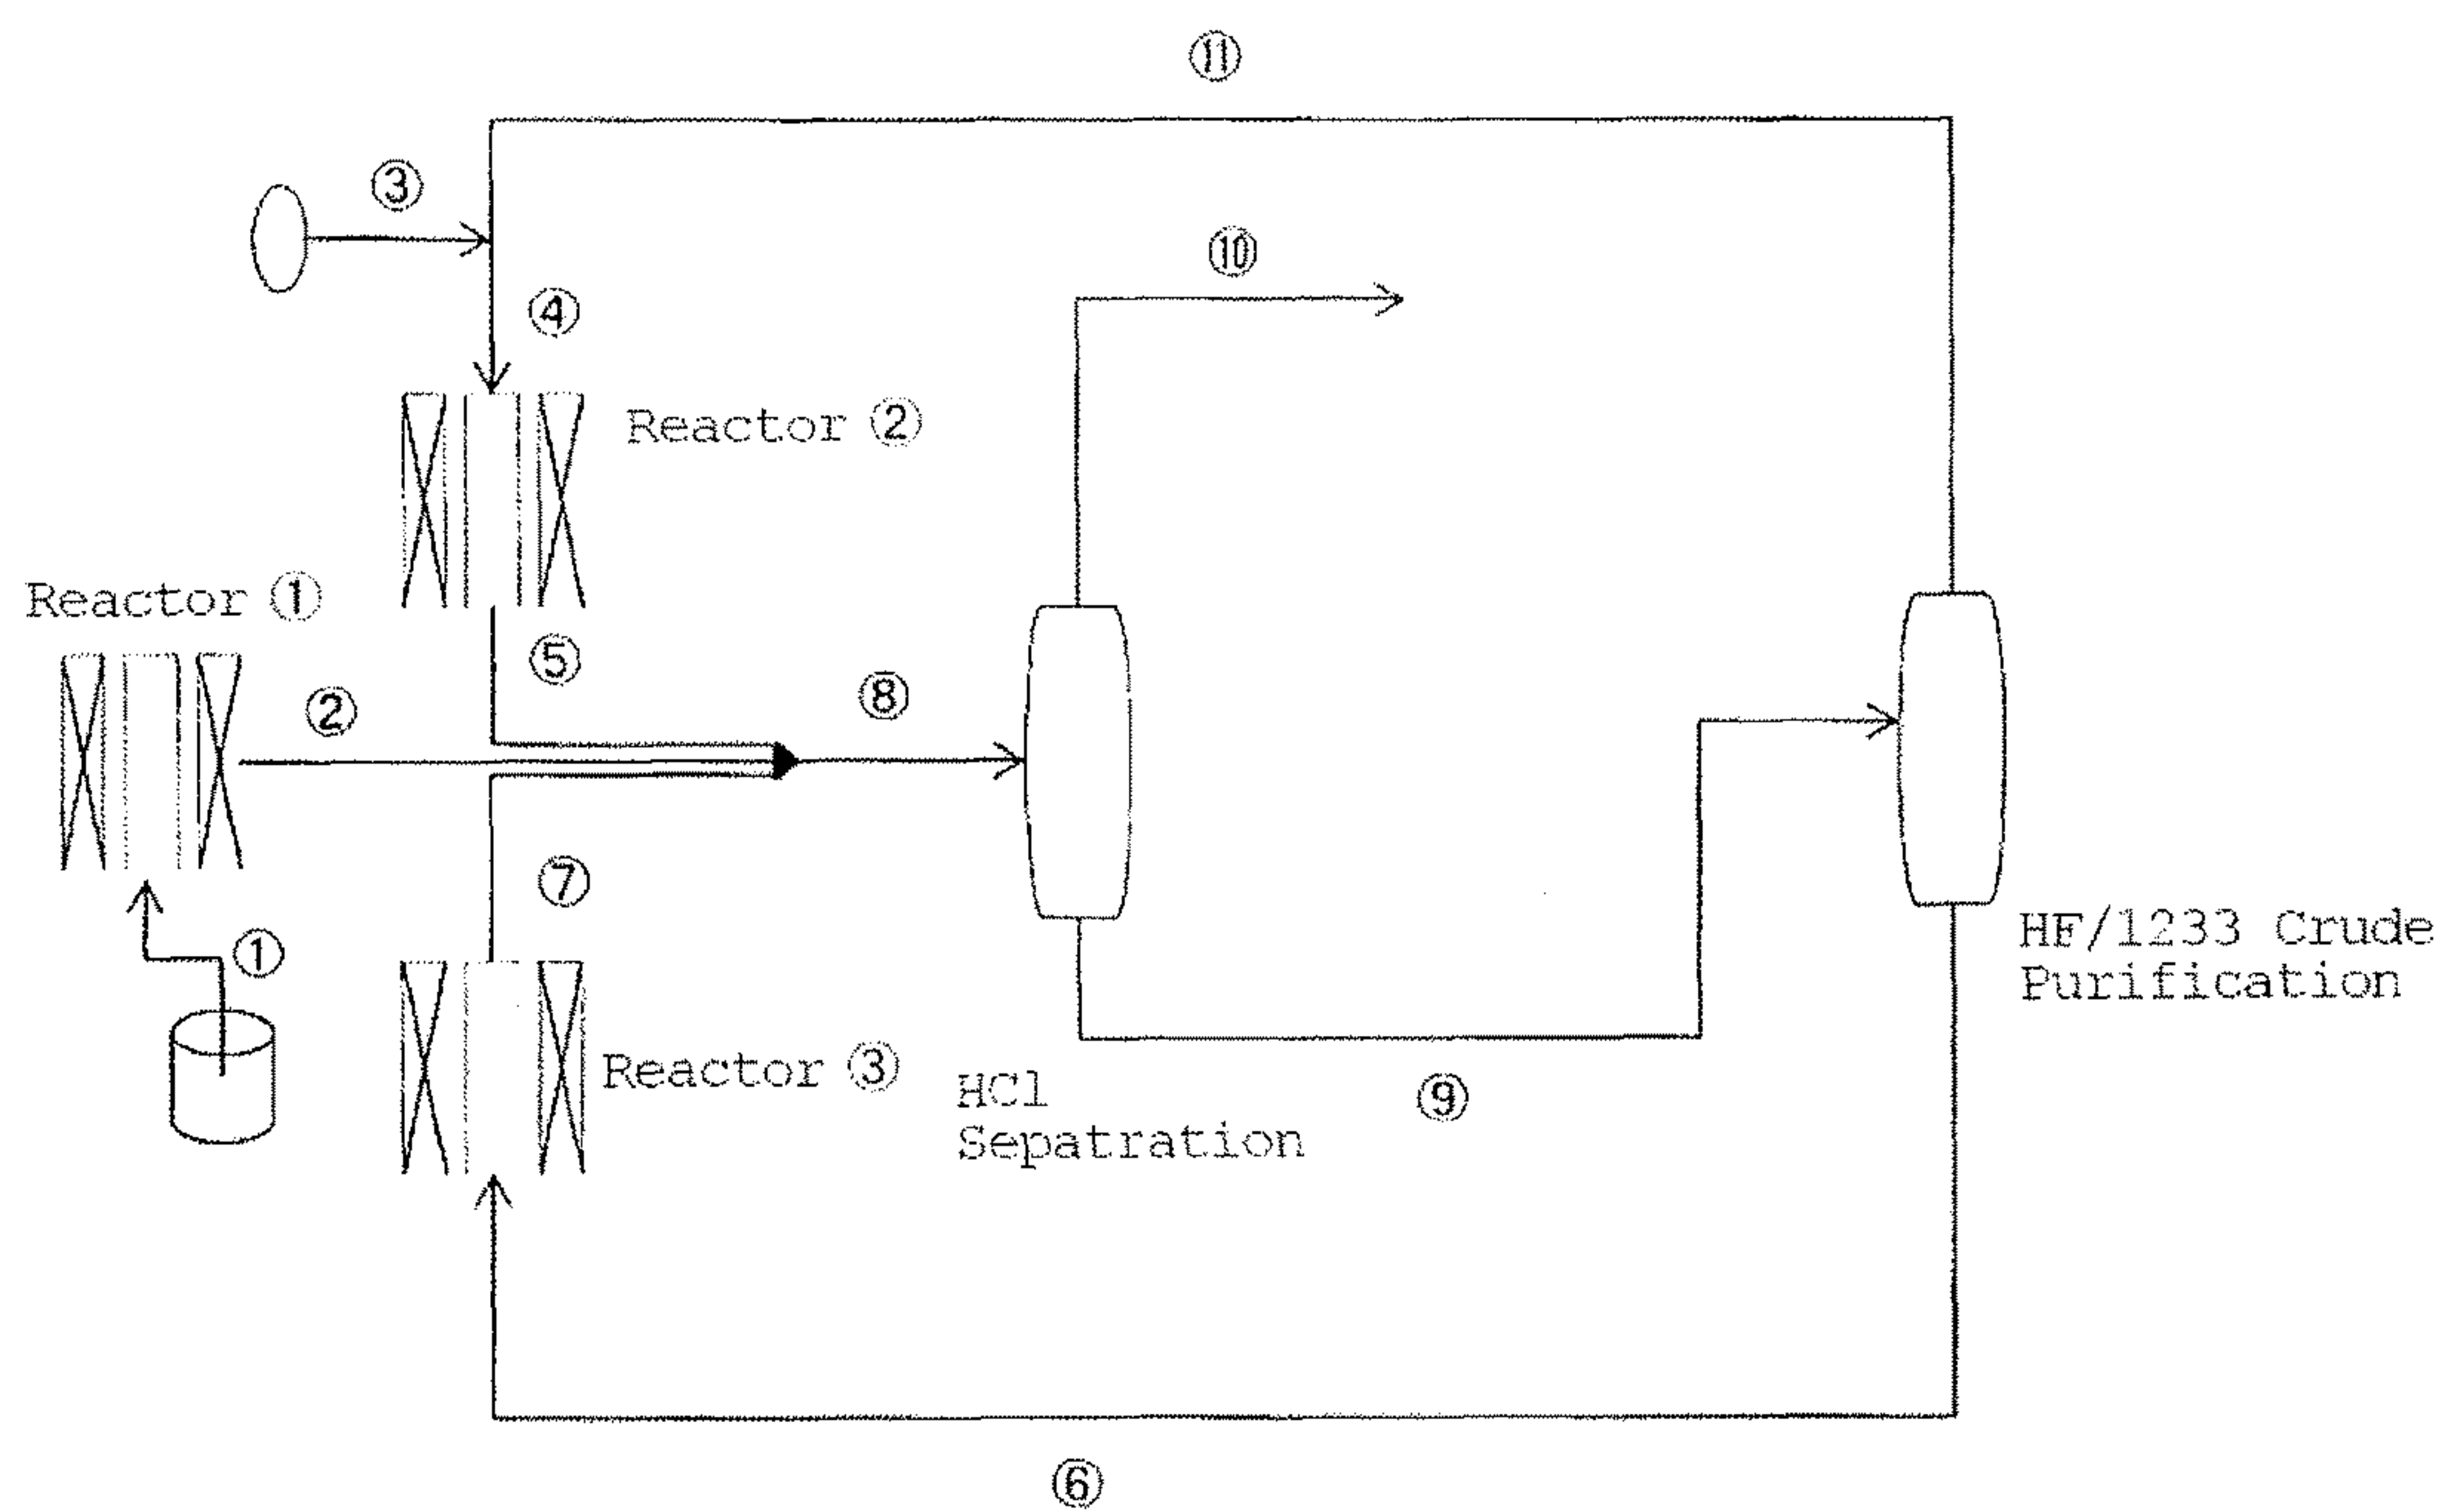 ⑪
③
⑩
④
Reactor ②
Reactor ①
⑤
②
⑧
⑦
HF/1233 Crude
Purification
①
Reactor ③
HCl
Sepatration
⑨
⑥